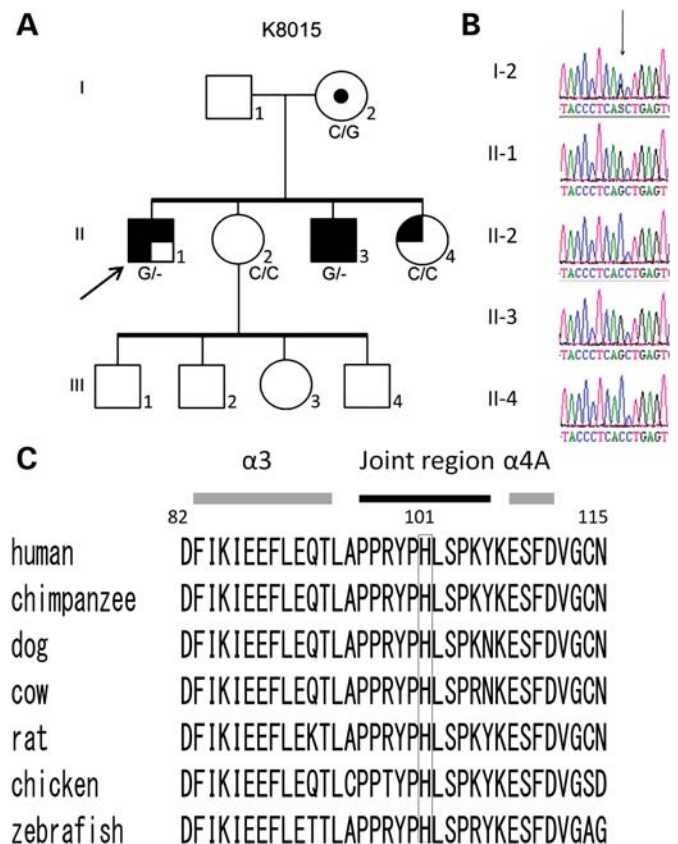 A
K8015
I
1
2
C/G
II
1
G/-
2
C/C
3
G/-
4
C/C
III
1
2
3
4
B
I-2
TACCCTCASCTGAGT
II-1
TACCCTCAGCTGAGT
II-2
TACCCTCACCTGAGT
II-3
TACCCTCAGCTGAGT
II-4
TACCCTCACCTGAGT
C
α3 Joint region α4A
82 101 115
human DFIKIEEFLEQTLAPPRYPHLSPKYKESFDVGCN
chimpanzee DFIKIEEFLEQTLAPPRYPHLSPKYKESFDVGCN
dog DFIKIEEFLEQTLAPPRYPHLSPKNKESFDVGCN
cow DFIKIEEFLEQTLAPPRYPHLSPRNKESFDVGCN
rat DFIKIEEFLEKTLAPPRYPHLSPKYKESFDVGCN
chicken DFIKIEEFLEQTLCPPTYPHLSPKYKESFDVGSD
zebrafish DFIKIEEFLETTLAPPRYPHLSPRYKESFDVGAG